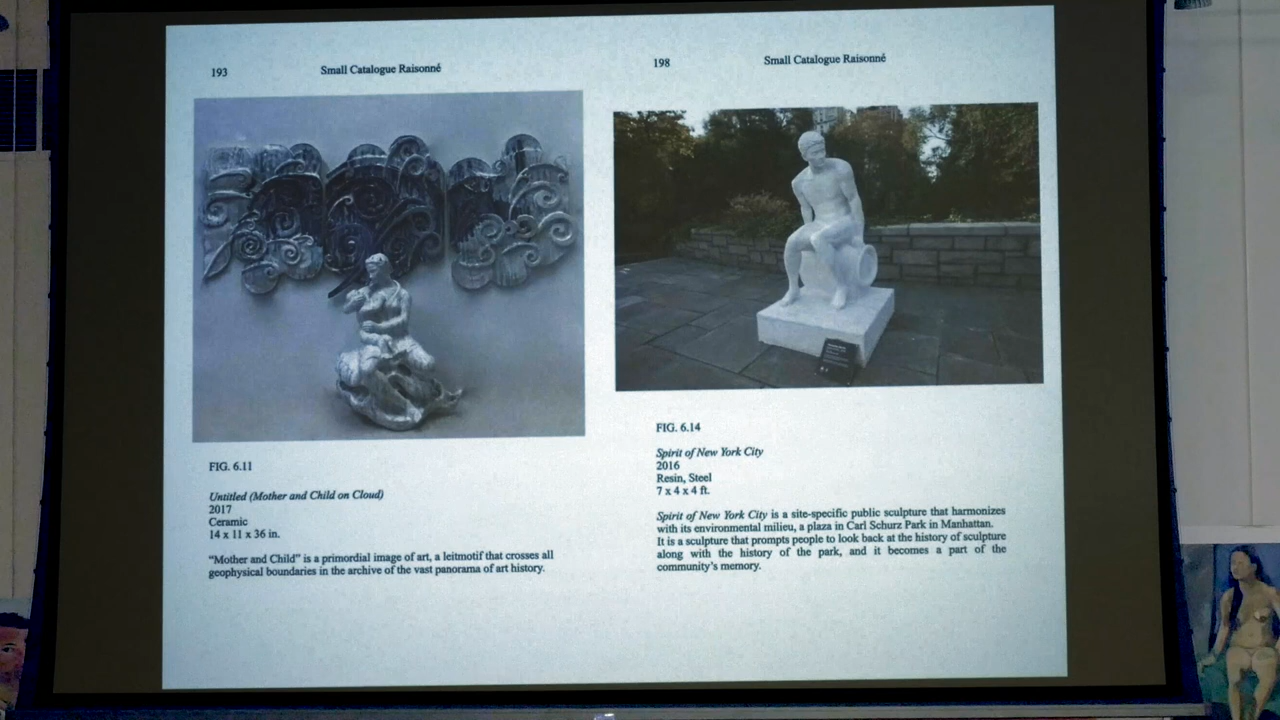 193
Small Catalogue Raisonné
FIG. 6.11
Untitled (Mother and Child on Cloud)
2017
Ceramic
14 x 11 x 36 in.
“Mother and Child” is a primordial image of art, a leitmotif that crosses all
geophysical boundaries in the archive of the vast panorama of art history.
198
Small Catalogue Raisonné
FIG. 6.14
Spirit of New York City
2016
Resin, Steel
7 x 4 x 4 ft.
Spirit of New York City is a site-specific public sculpture that harmonizes
with its environmental milieu, a plaza in Carl Schurz Park in Manhattan.
It is a sculpture that prompts people to look back at the history of sculpture
along with the history of the park, and it becomes a part of the
community’s memory.